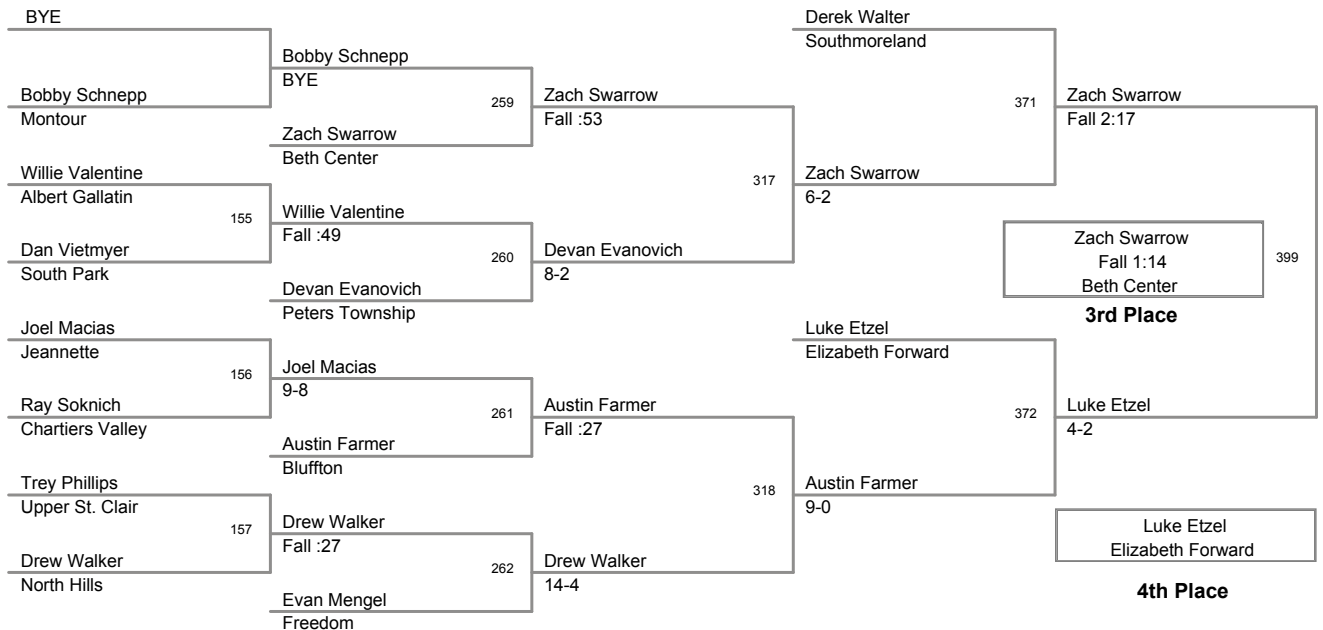 BYE
Bobby Schnepp
Montour
Willie Valentine
Albert Gallatin
155
Dan Vietmyer
South Park
Joel Macias
Jeannette
156
Ray Soknich
Chartiers Valley
Trey Phillips
Upper St. Clair
157
Drew Walker
North Hills
Bobby Schnepp
BYE
259
Zach Swarrow
Beth Center
Willie Valentine
Fall :49
260
Devan Evanovich
Peters Township
Joel Macias
9-8
261
Austin Farmer
Bluffton
Drew Walker
Fall :27
262
Evan Mengel
Freedom
Zach Swarrow
Fall :53
317
Devan Evanovich
8-2
Austin Farmer
Fall :27
318
Drew Walker
14-4
Derek Walter
Southmoreland
371
Zach Swarrow
6-2
Luke Etzel
Elizabeth Forward
372
Austin Farmer
9-0
Zach Swarrow
Fall 2:17
Zach Swarrow
Fall 1:14
Beth Center
399
3rd Place
Luke Etzel
4-2
Luke Etzel
Elizabeth Forward
4th Place